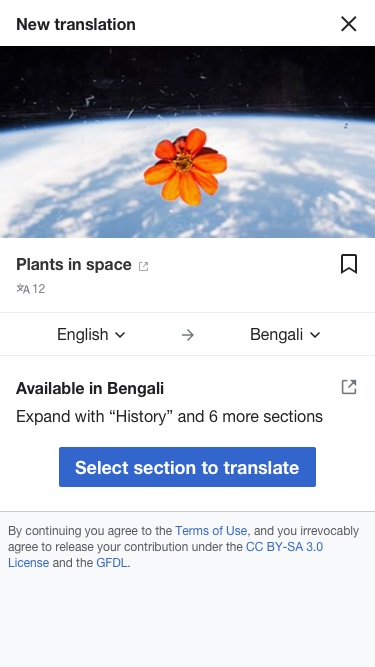 New translation
Plants in space
12
English
Bengali
Available in Bengali
Expand with “History” and 6 more sections
Select section to translate
By continuing you agree to the Terms of Use, and you irrevocably
agree to release your contribution under the CC BY-SA 3.0
License and the GFDL.